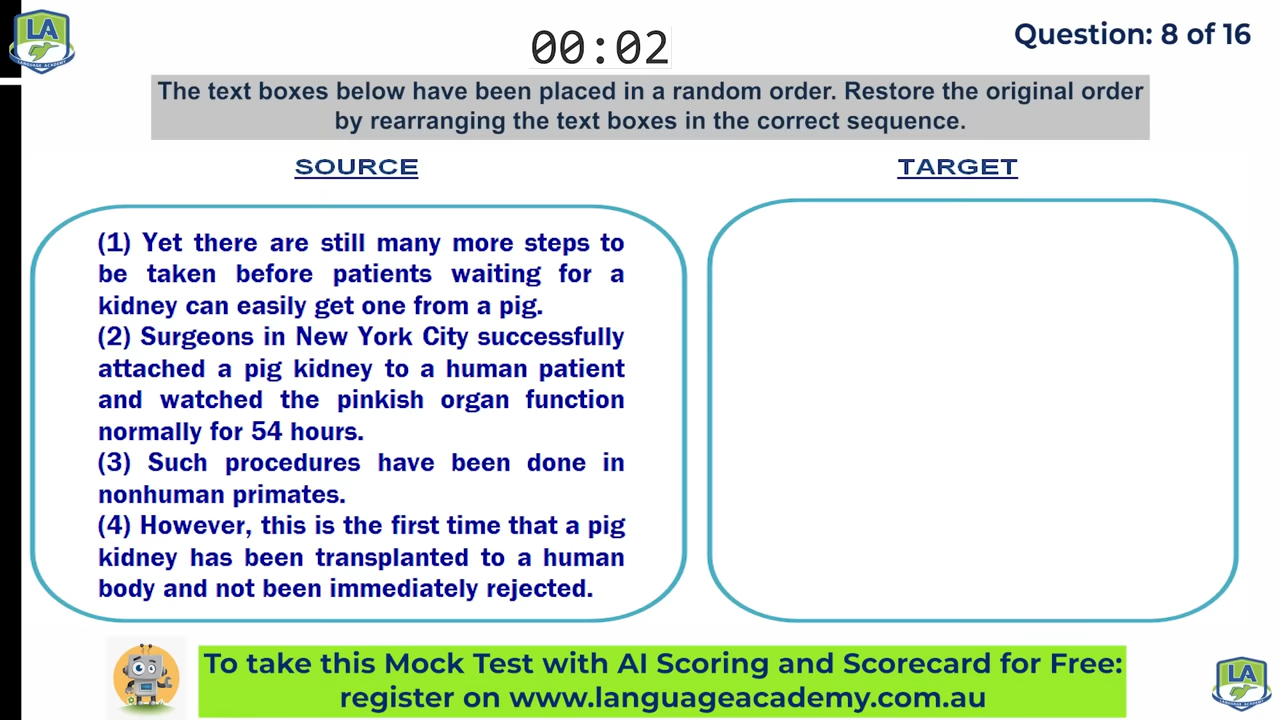 LA
LANGUAGE ACADEMY
00:02
Question: 8 of 16
The text boxes below have been placed in a random order. Restore the original order
by rearranging the text boxes in the correct sequence.
SOURCE
TARGET
(1) Yet there are still many more steps to
be taken before patients waiting for a
kidney can easily get one from a pig.
(2) Surgeons in New York City successfully
attached a pig kidney to a human patient
and watched the pinkish organ function
normally for 54 hours.
(3) Such procedures have been done in
nonhuman primates.
(4) However, this is the first time that a pig
kidney has been transplanted to a human
body and not been immediately rejected.
To take this Mock Test with AI Scoring and Scorecard for Free:
register on www.languageacademy.com.au
LA
LANGUAGE ACADEMY